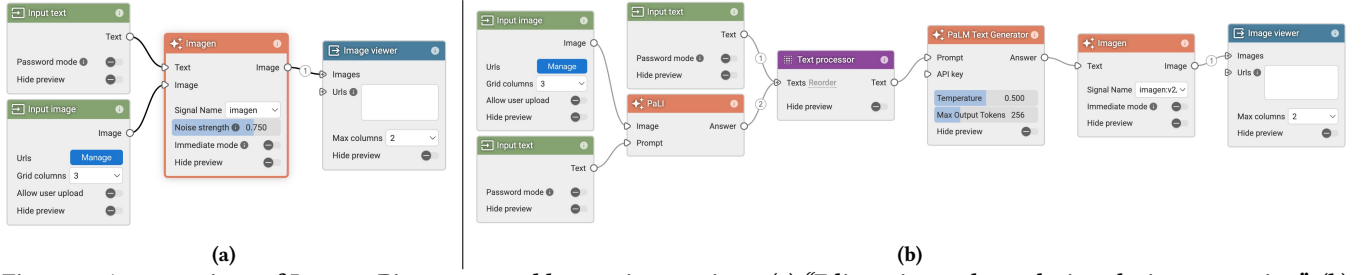 Input text
Text
Password mode
Hide preview
Input image
Image
Urls
Manage
Grid columns 3
Allow user upload
Hide preview
Imagen
Text
Image
Image
Signal Name imagen
Noise strength 0.750
Immediate mode
Hide preview
1
Image viewer
Images
Urls
Max columns 2
Hide preview
(a)
Input image
Image
Urls
Manage
Grid columns 3
Allow user upload
Hide preview
Input text
Text
Password mode
Hide preview
Input text
Text
Password mode
Hide preview
PaLI
Image
Answer
Prompt
1
2
Text processor
Texts Reorder
Text
Hide preview
PaLM Text Generator
Prompt
Answer
API key
Temperature 0.500
Max Output Tokens 256
Hide preview
Imagen
Text
Image
Signal Name imagen:v2,
Immediate mode
Hide preview
1
Image viewer
Images
Urls
Max columns 2
Hide preview
(b)